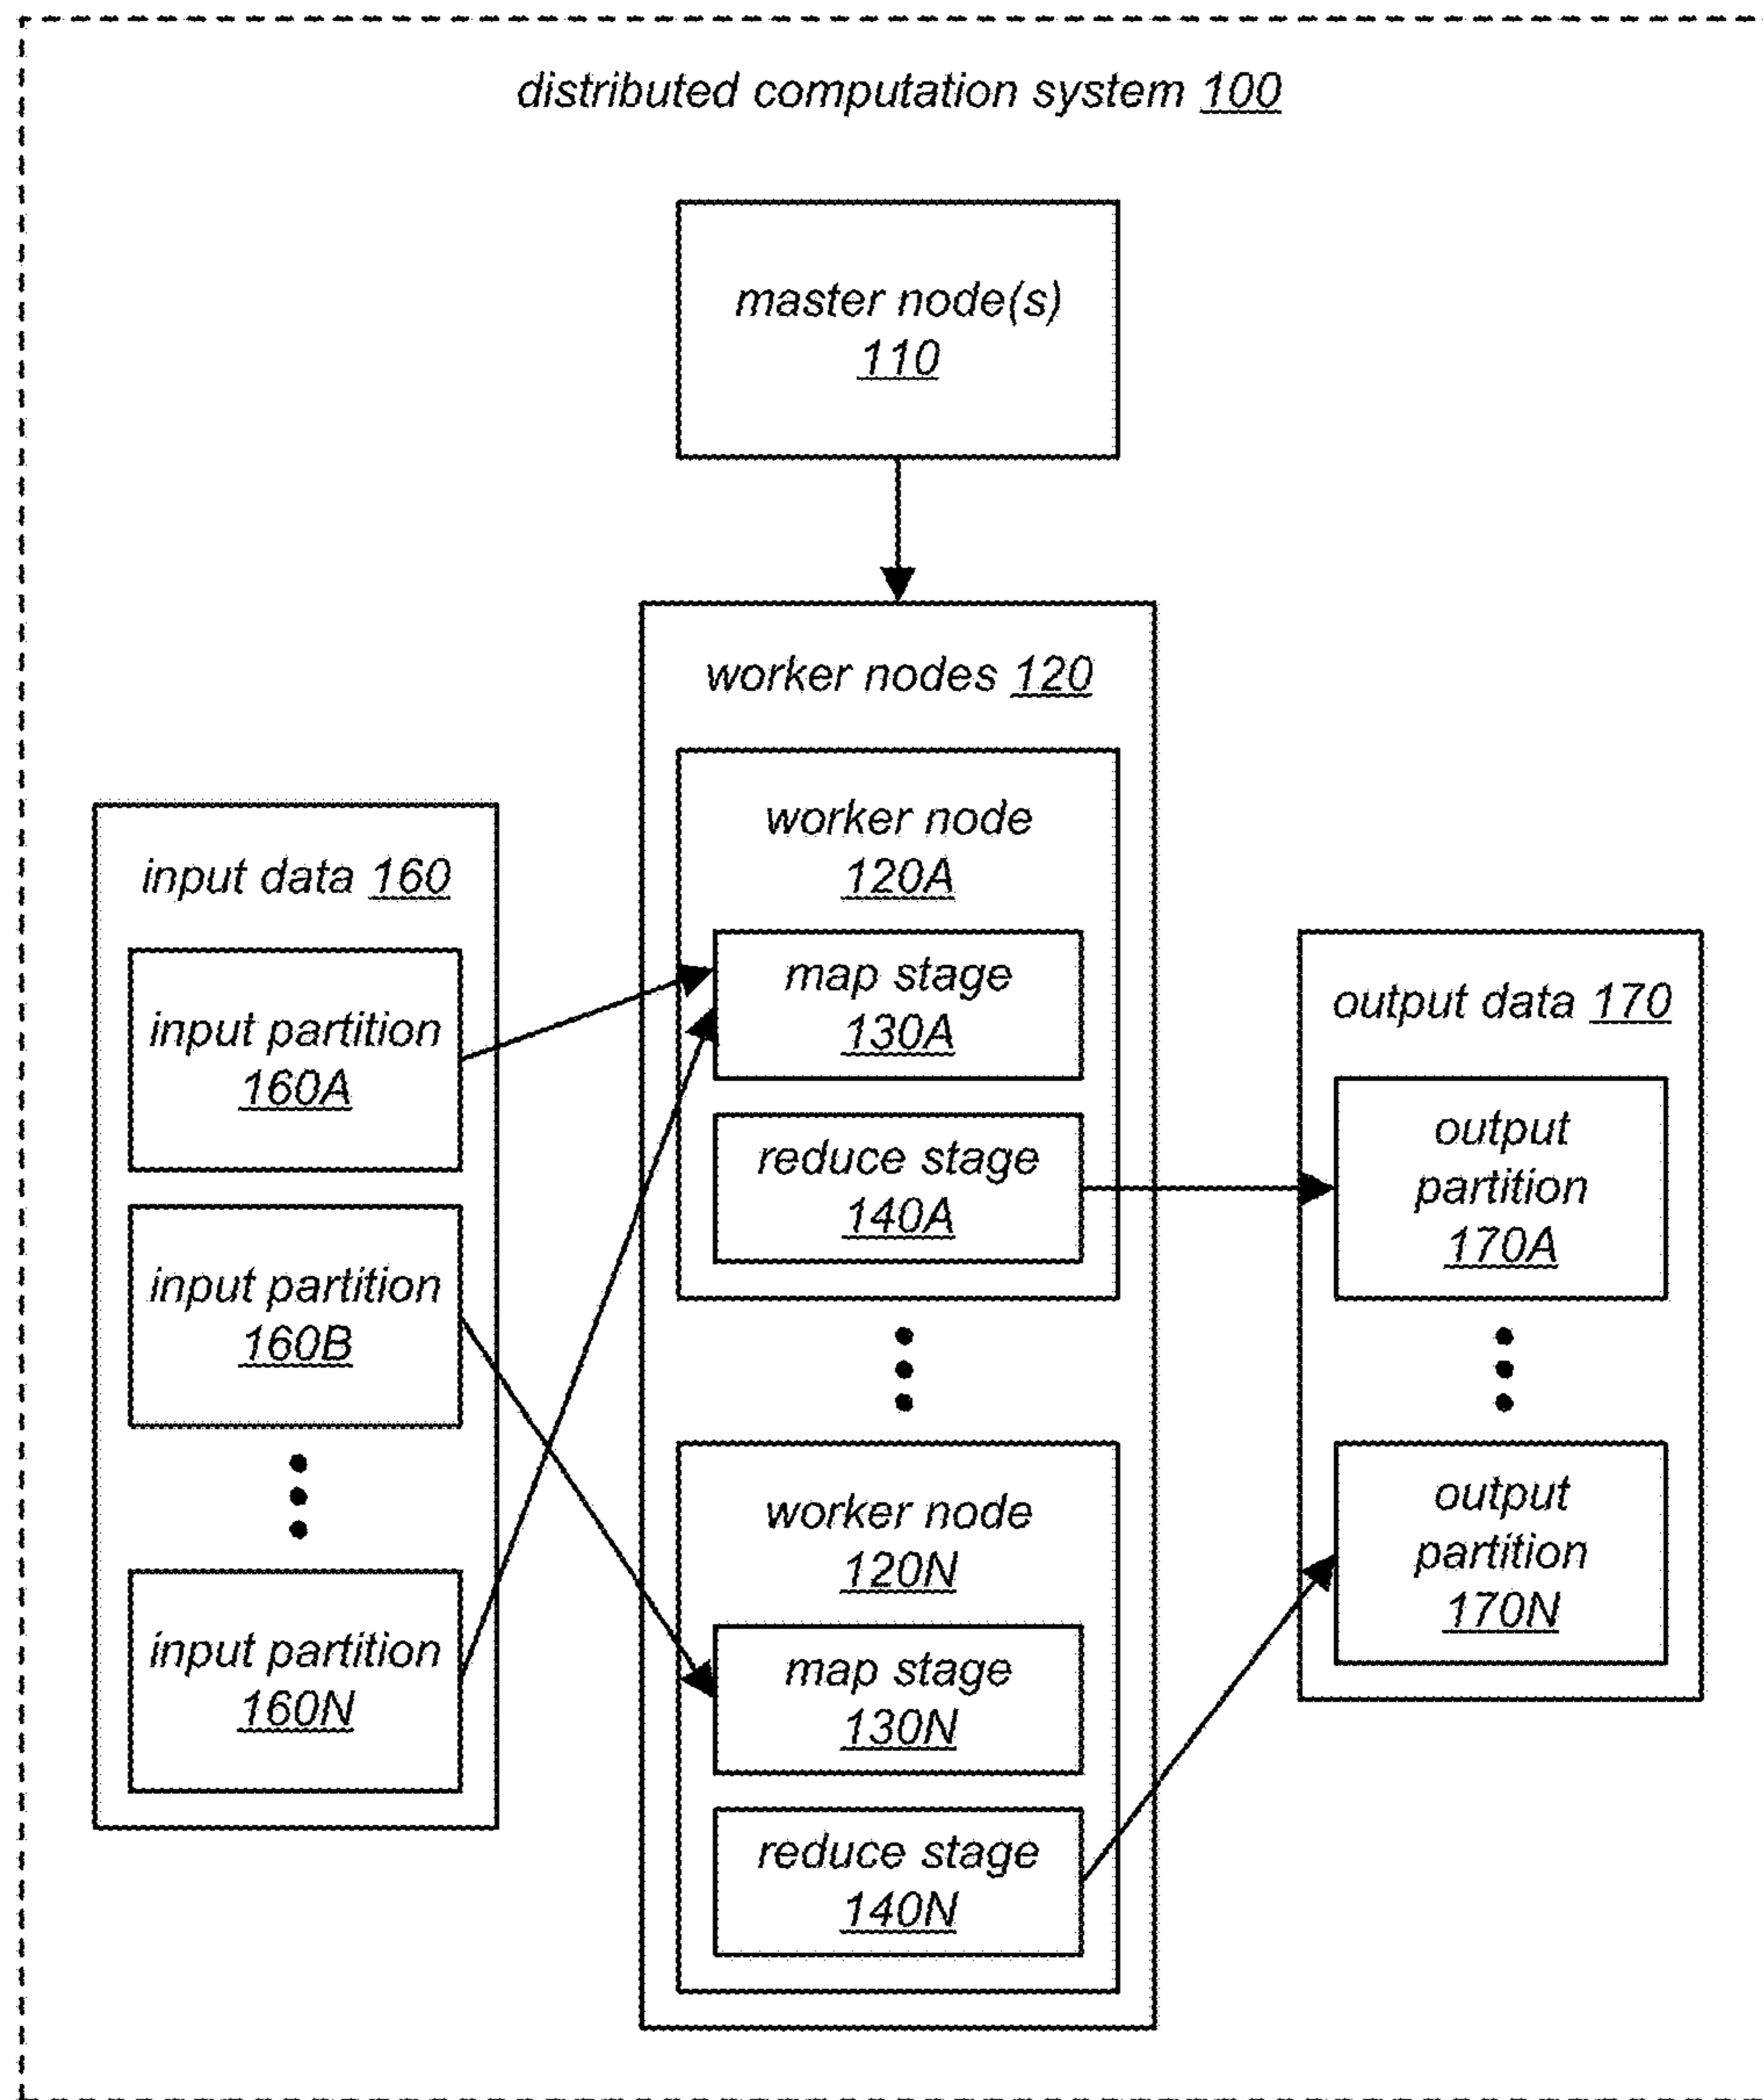 distributed computation system 100
master node(s)
110
worker nodes 120
worker node
120A
map stage
130A
reduce stage
140A
worker node
120N
map stage
130N
reduce stage
140N
input data 160
input partition
160A
input partition
160B
input partition
160N
output data 170
output
partition
170A
output
partition
170N